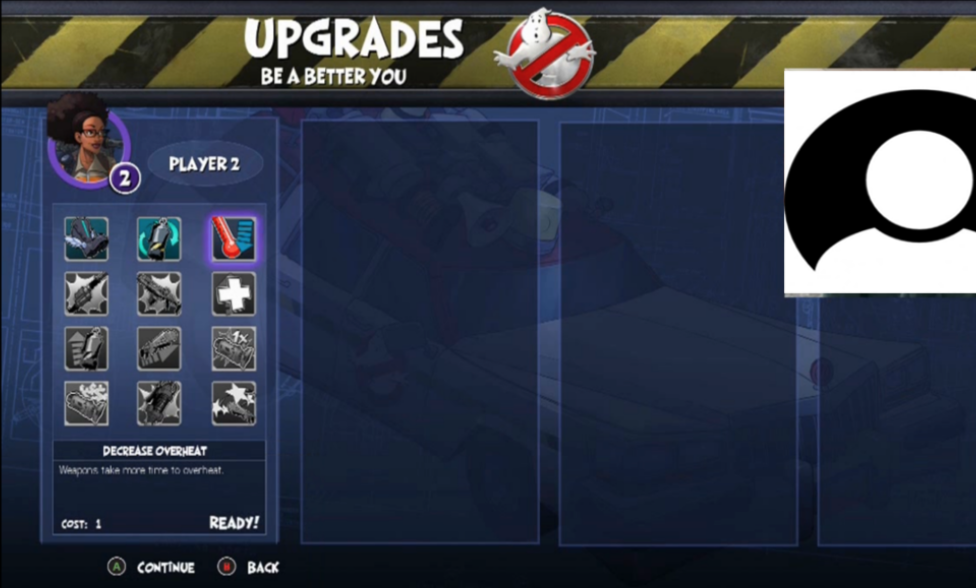 UPGRADES
BE A BETTER YOU
2
PLAYER 2
1X
DECREASE OVERHEAT
Weapons take more time to overheat.
COST: 1
READY!
A CONTINUE B BACK